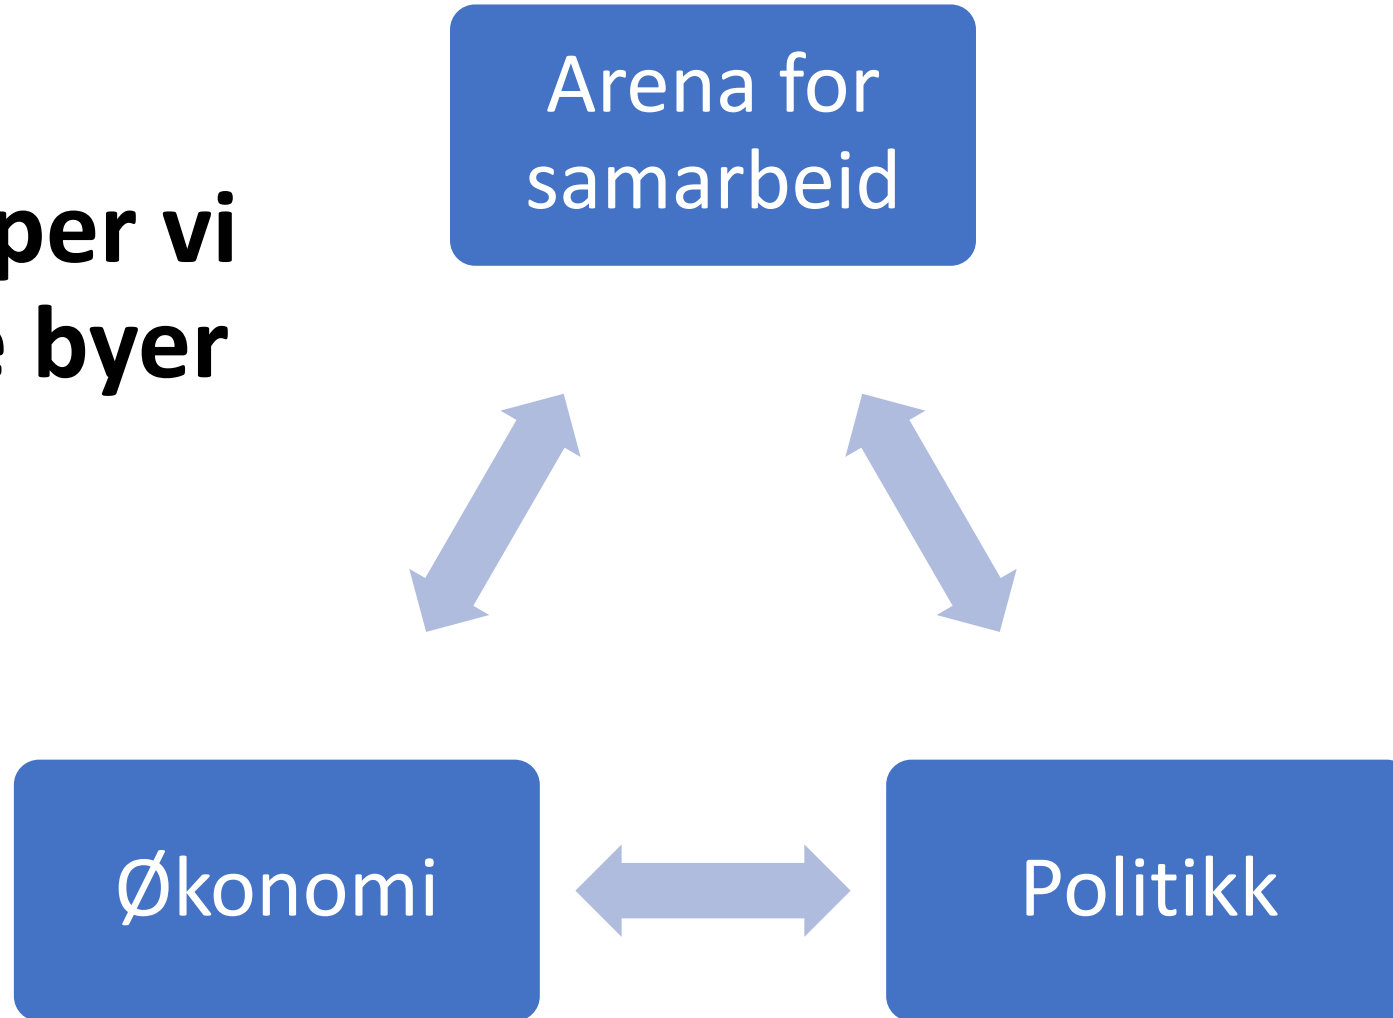 Arena for
samarbeid
per vi
byer
Økonomi
Politikk